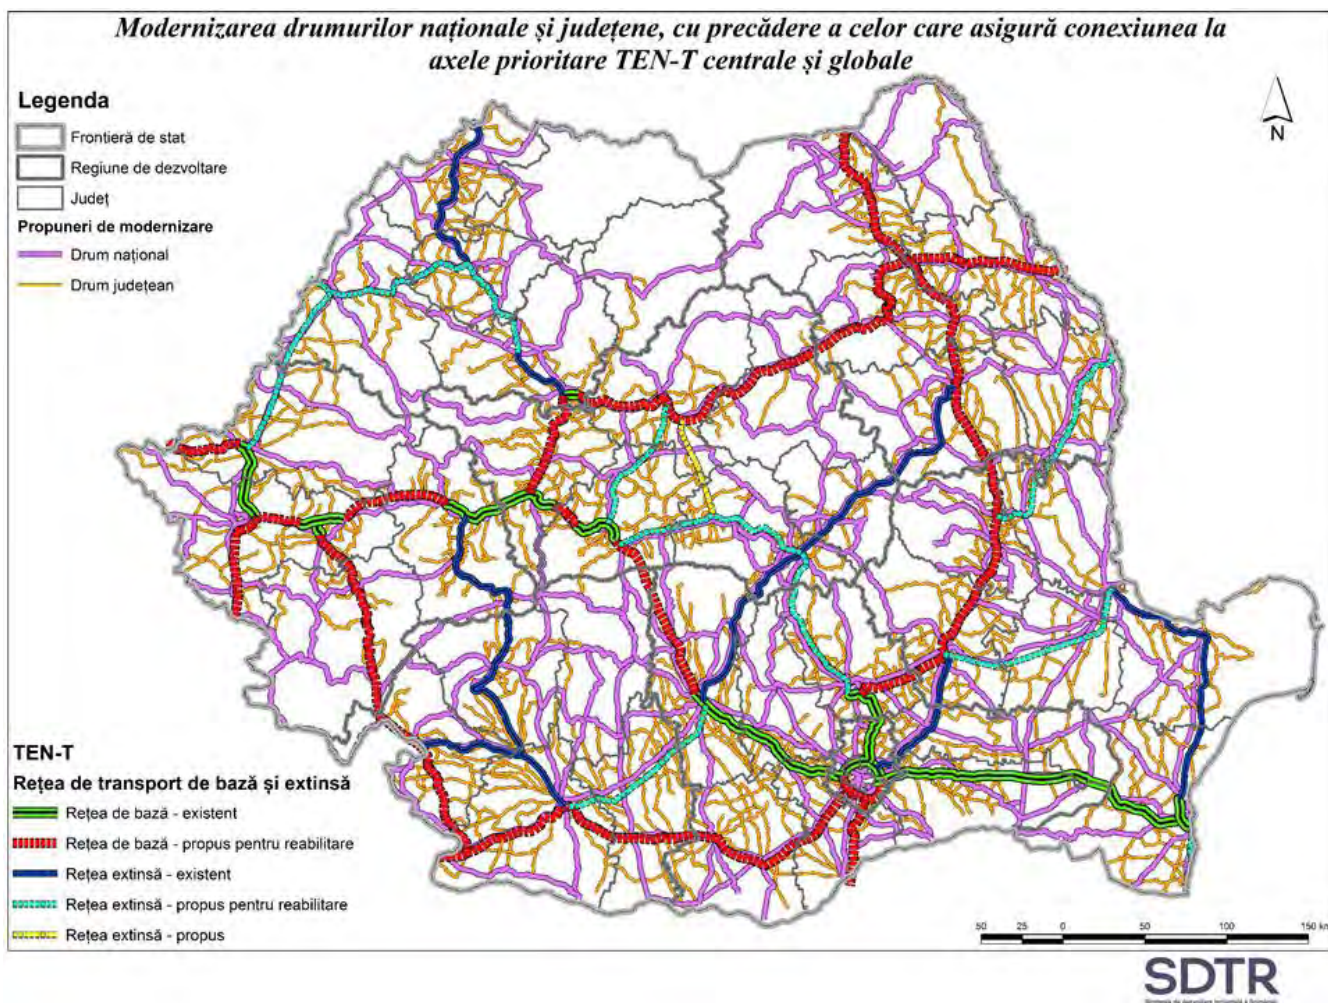 Modernizarea drumurilor naționale și județene, cu precădere a celor care asigură conexiunea la
axele prioritare TEN-T centrale și globale
Legenda
Frontieră de stat
Regiune de dezvoltare
Județ
Propuneri de modernizare
Drum național
Drum județean
N
TEN-T
Rețea de transport de bază și extinsă
Rețea de bază - existent
Rețea de bază - propus pentru reabilitare
Rețea extinsă - existent
Rețea extinsă - propus pentru reabilitare
Rețea extinsă - propus
50 25 0 50 100 150 km
SDTR